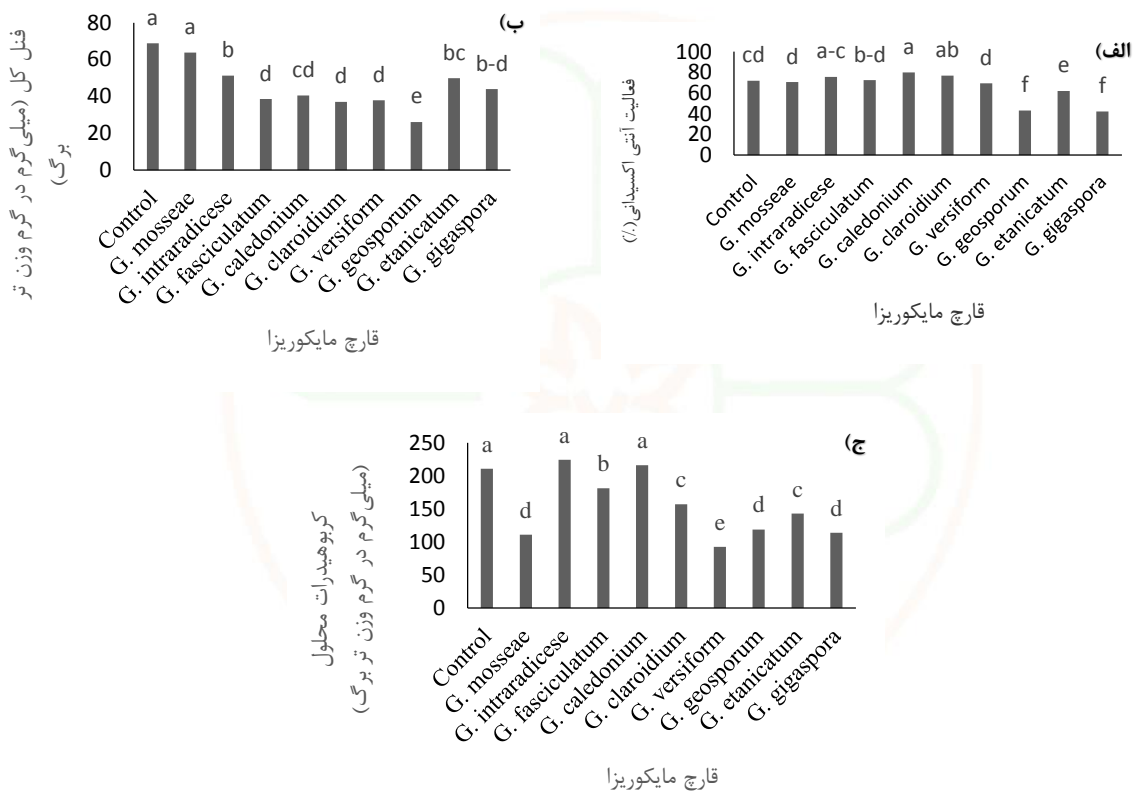 الف)
فعالیت آنتی اکسیدانی(٪)
100
80
60
40
20
0
cd d a-c b-d a ab d f e f
Control
G. mosseae
G. intraradicese
G. fasciculatum
G. caledonium
G. claroidium
G. versiform
G. geosporum
G. etanicatum
G. gigaspora
قارچ مایکوریزا
ب)
فنل کل (میلی گرم در گرم وزن تر
برگ)
80
60
40
20
0
a a b d cd d d e bc b-d
Control
G. mosseae
G. intraradicese
G. fasciculatum
G. caledonium
G. claroidium
G. versiform
G. geosporum
G. etanicatum
G. gigaspora
قارچ مایکوریزا
ج)
کربوهیدرات محلول
(میلی گرم در گرم وزن تر برگ)
250
200
150
100
50
0
a d a b a c e d c d
Control
G. mosseae
G. intraradicese
G. fasciculatum
G. caledonium
G. claroidium
G. versiform
G. geosporum
G. etanicatum
G. gigaspora
قارچ مایکوریزا